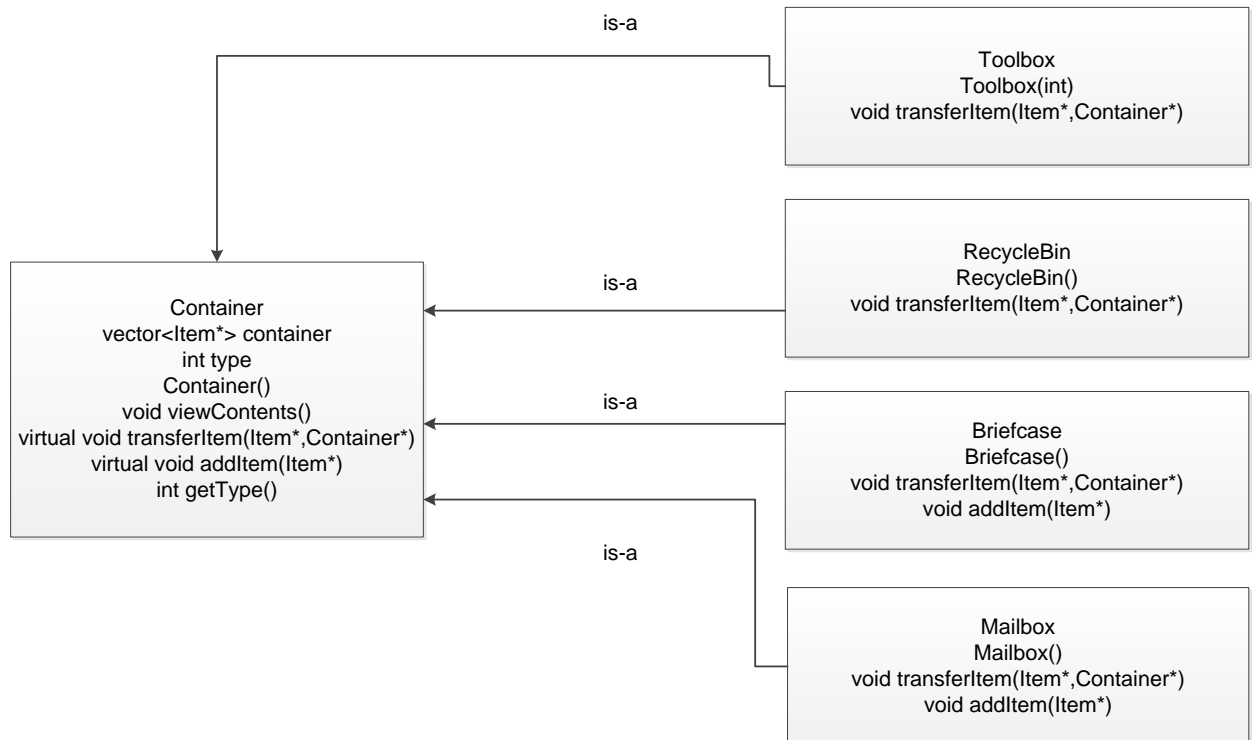 is-a
Toolbox
Toolbox(int)
void transferItem(Item*,Container*)
is-a
RecycleBin
RecycleBin()
void transferItem(Item*,Container*)
Container
vector<Item*> container
int type
Container()
void viewContents()
virtual void transferItem(Item*,Container*)
virtual void addItem(Item*)
int getType()
is-a
Briefcase
Briefcase()
void transferItem(Item*,Container*)
void addItem(Item*)
is-a
Mailbox
Mailbox()
void transferItem(Item*,Container*)
void addItem(Item*)